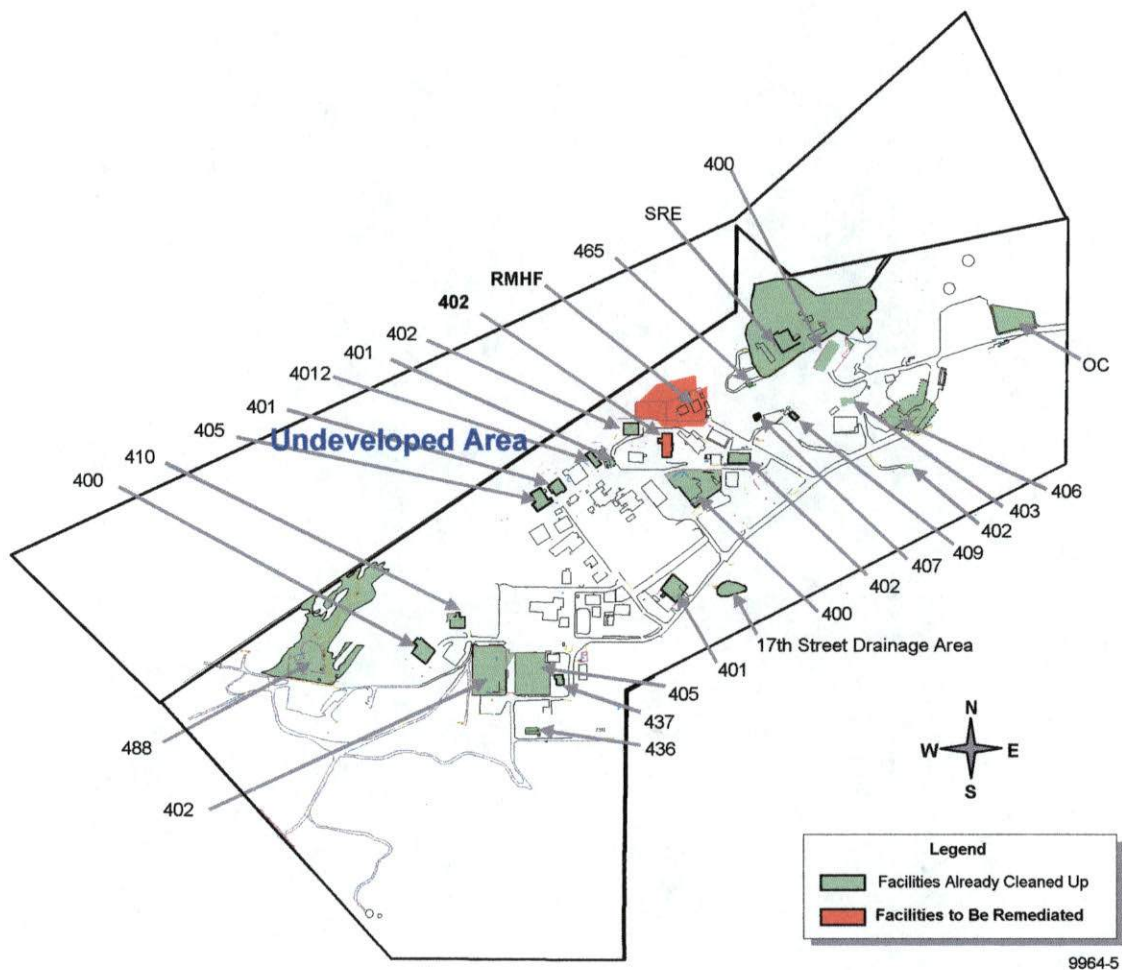 400
SRE
465
RMHF
402
402
401
4012
401
405
410
400
Undeveloped Area
OC
406
403
402
409
407
402
400
17th Street Drainage Area
401
405
437
436
488
402
N
W
E
S
Legend
Facilities Already Cleaned Up
Facilities to Be Remediated
9964-5